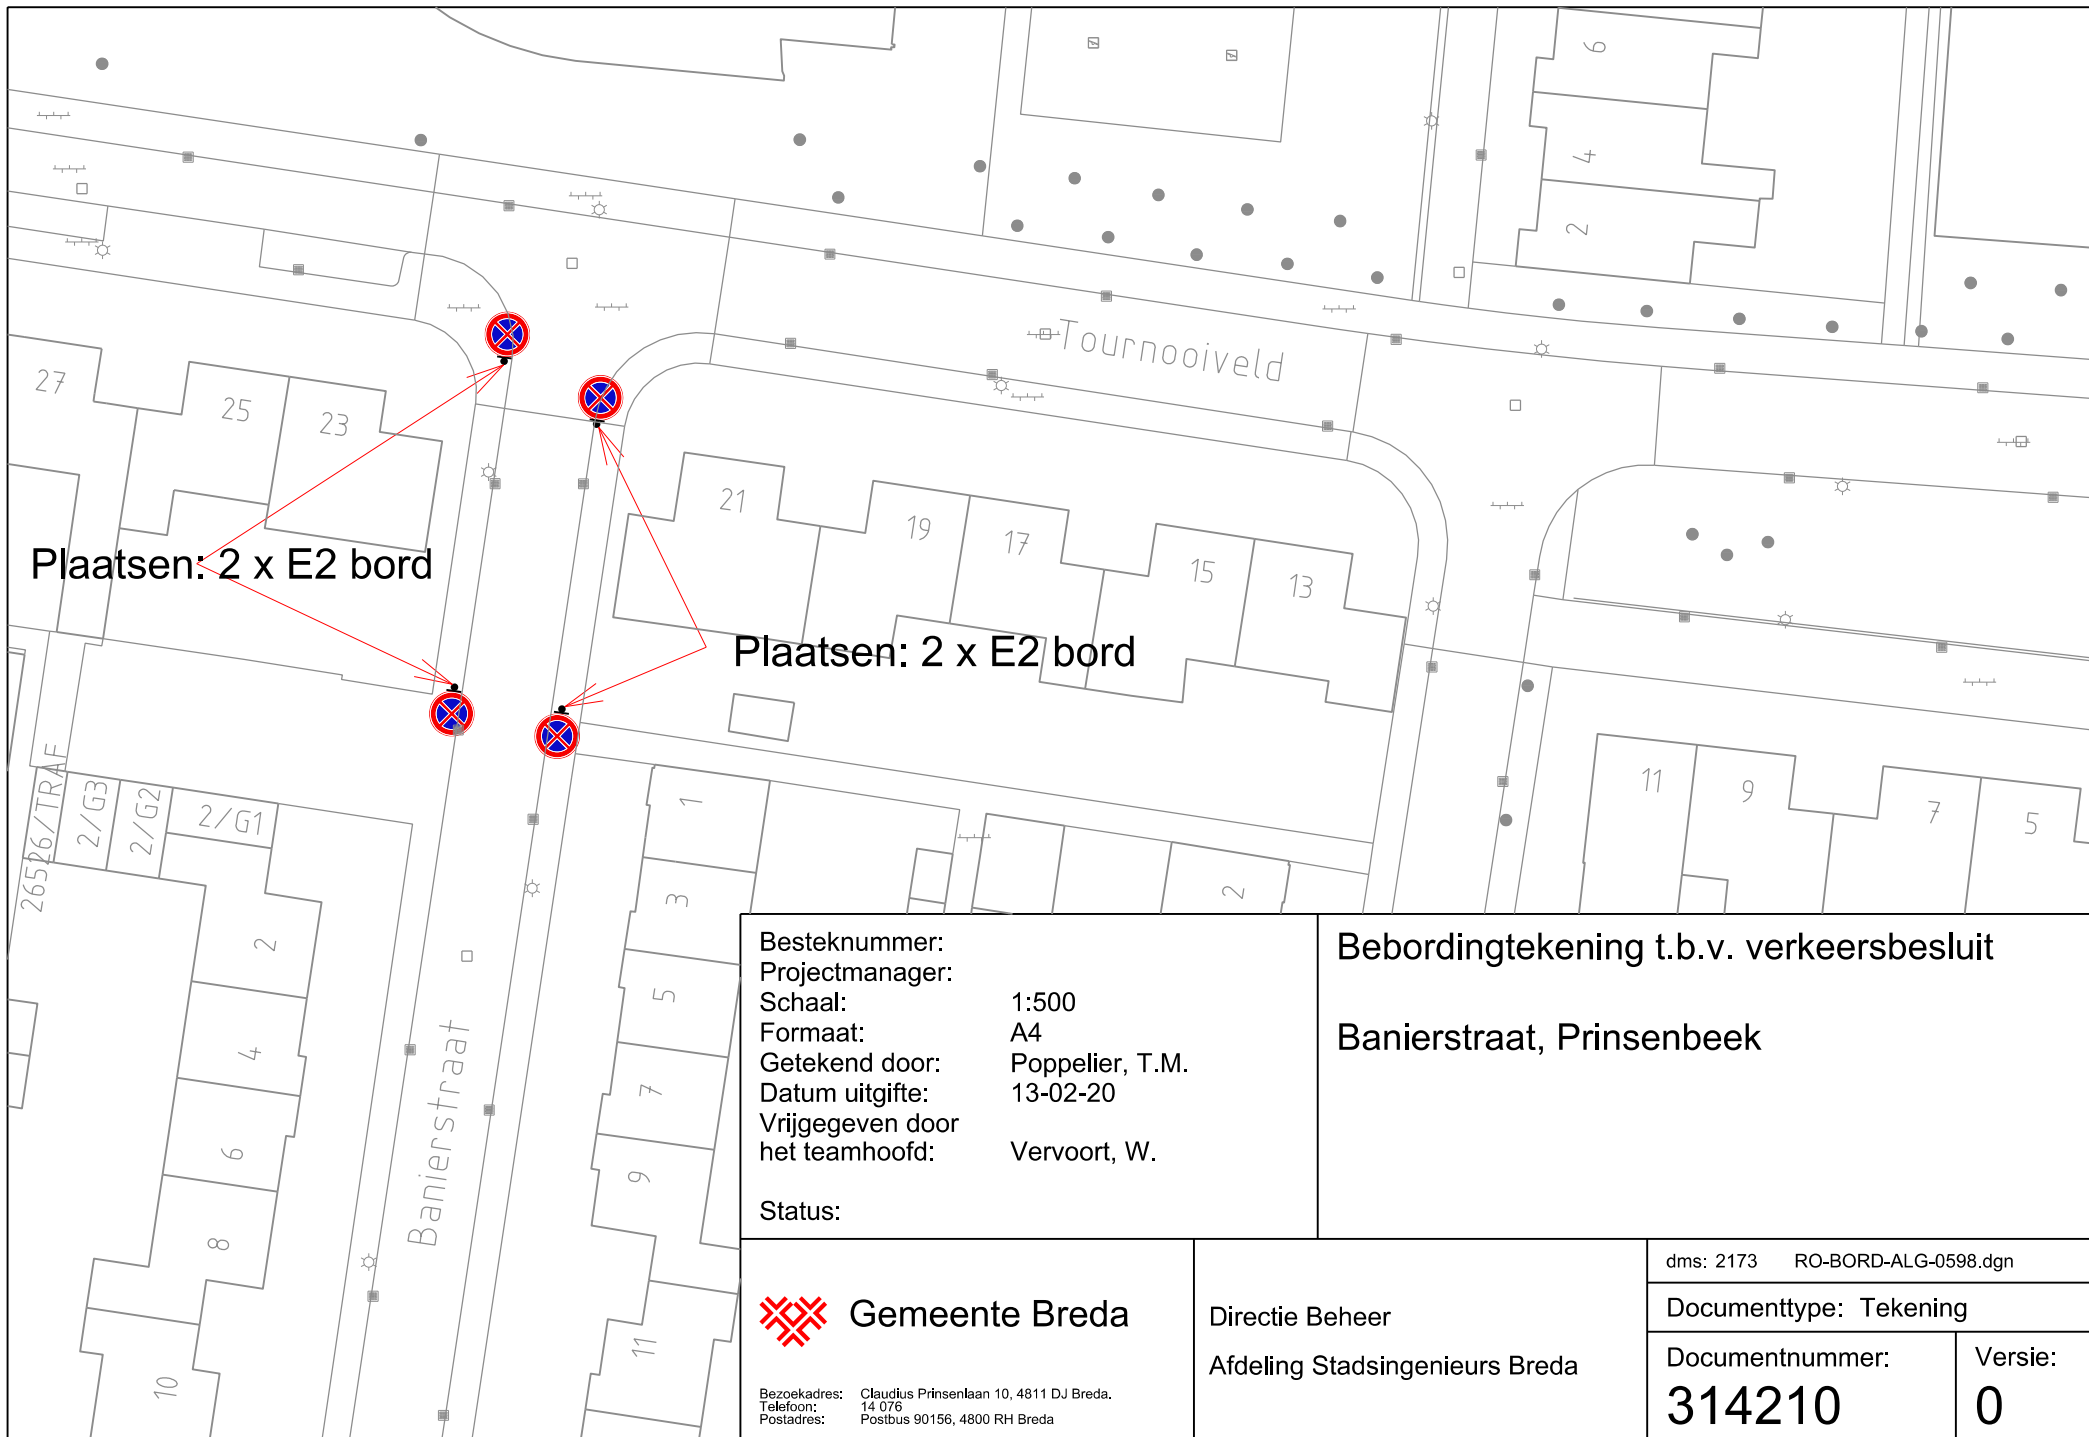 6
4
2
Tournooiveld
27
25
23
21
19
17
15
13
Plaatsen: 2 x E2 bord
Plaatsen: 2 x E2 bord
11
9
7
5
26526/TRAF
2/G3
2/G2
2/G1
1
3
5
7
9
11
2
2
4
6
8
10
Banierstraat
Besteknummer:
Projectmanager:
Schaal: 1:500
Formaat: A4
Getekend door: Poppelier, T.M.
Datum uitgifte: 13-02-20
Vrijgegeven door
het teamhoofd: Vervoort, W.
Status:
Bebordingtekening t.b.v. verkeersbesluit
Banierstraat, Prinsenbeek
Gemeente Breda
Bezoekadres: Claudius Prinsenlaan 10, 4811 DJ Breda.
Telefoon: 14 076
Postadres: Postbus 90156, 4800 RH Breda
Directie Beheer
Afdeling Stadsingenieurs Breda
dms: 2173 RO-BORD-ALG-0598.dgn
Documenttype: Tekening
Documentnummer:
314210
Versie:
0